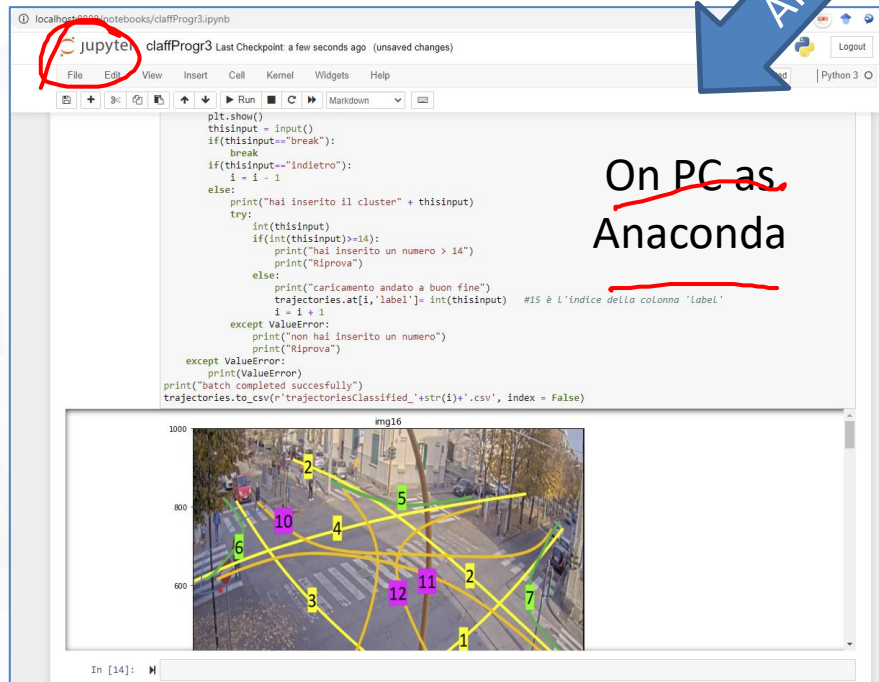 localhost:8888/notebooks/claffProgr3.ipynb
jupyter claffProgr3 Last Checkpoint: a few seconds ago (unsaved changes)
Logout
File Edit View Insert Cell Kernel Widgets Help
Python 3
Run
Markdown
plt.show()
thisinput = input()
if(thisinput=="break"):
break
if(thisinput=="indietro"):
i = i - 1
else:
print("hai inserito il cluster" + thisinput)
try:
int(thisinput)
if(int(thisinput)>=14):
print("hai inserito un numero > 14")
print("Riprova")
else:
print("caricamento andato a buon fine")
trajectories.at[i,'label']= int(thisinput) #15 è l'indice della colonna 'label'
i = i + 1
except ValueError:
print("non hai inserito un numero")
print("Riprova")
except ValueError:
print(ValueError)
print("batch completed succesfully")
trajectories.to_csv(r'trajectoriesClassified_'+str(i)+'.csv', index = False)
On PC as
Anaconda
img16
1000
2
5
800
10
4
6
600
12
11
2
3
7
1
In [14]: